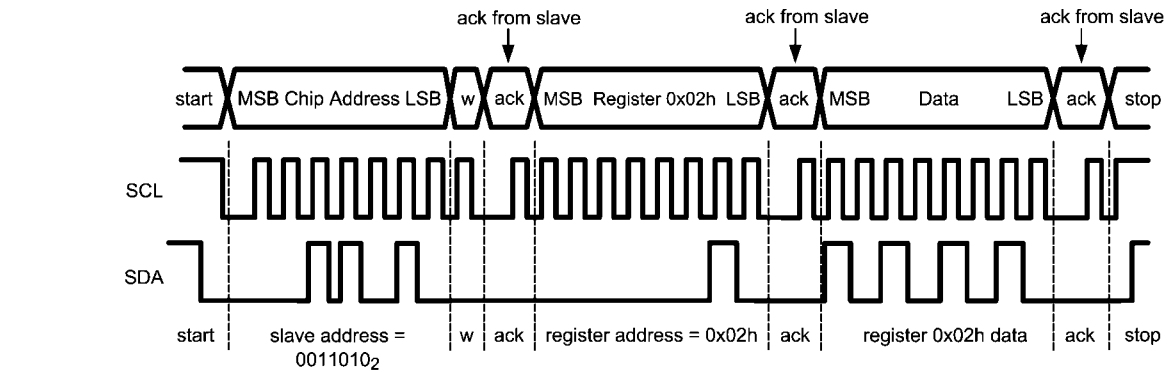 ack from slave ack from slave ack from slave
start MSB Chip Address LSB w ack MSB Register 0x02h LSB ack MSB Data LSB ack stop
SCL
SDA
start slave address = w ack register address = 0x02h ack register 0x02h data ack stop
0011010₂